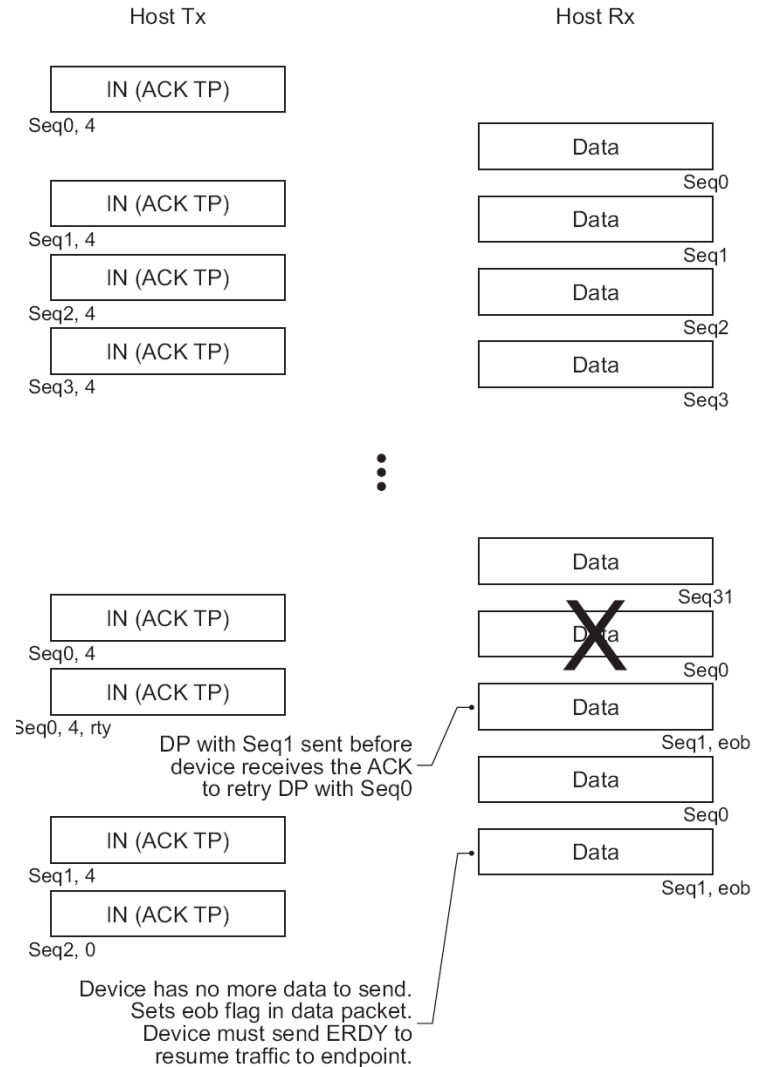 Host Tx
Host Rx
IN (ACK TP)
Seq0, 4
Data
Seq0
IN (ACK TP)
Seq1, 4
Data
Seq1
IN (ACK TP)
Seq2, 4
Data
Seq2
IN (ACK TP)
Seq3, 4
Data
Seq3
Data
Seq31
IN (ACK TP)
Seq0, 4
Data
Seq0
IN (ACK TP)
Seq0, 4, rty
Data
Seq1, eob
DP with Seq1 sent before
device receives the ACK
to retry DP with Seq0
Data
Seq0
IN (ACK TP)
Seq1, 4
Data
Seq1, eob
IN (ACK TP)
Seq2, 0
Device has no more data to send.
Sets eob flag in data packet.
Device must send ERDY to
resume traffic to endpoint.